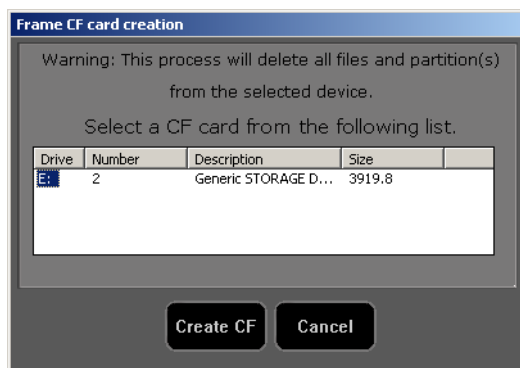 Frame CF card creation
Warning: This process will delete all files and partition(s)
from the selected device.
Select a CF card from the following list.
Drive Number Description Size
E: 2 Generic STORAGE D... 3919.8
Create CF Cancel